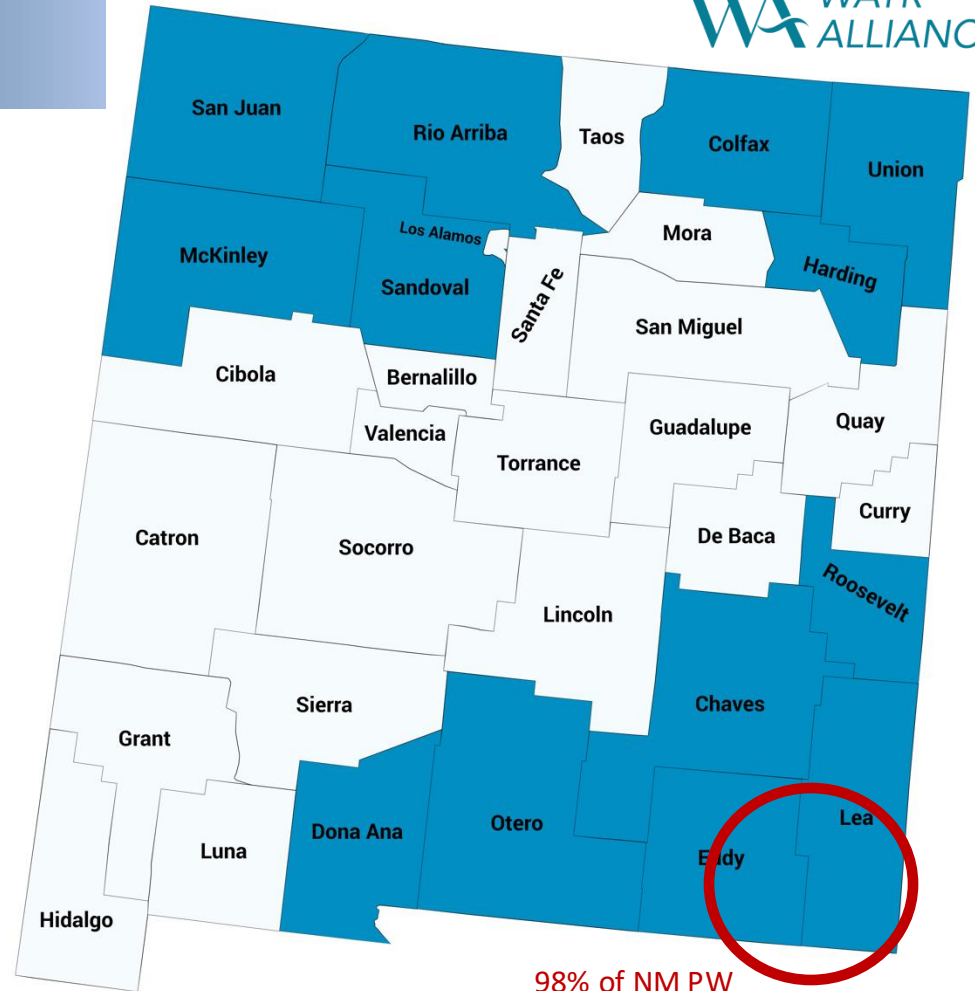 ALLIANC
San Juan
Rio Arriba
Taos
Colfax
Union
Los Alamos
Mora
McKinley
Sandoval
Santa Fe
Harding
San Miguel
Cibola
Bernalillo
Quay
Valencia
Guadalupe
Torrance
Curry
Catron
Socorro
De Baca
Roosevelt
Lincoln
Sierra
Chaves
Grant
Otero
Lea
Dona Ana
Luna
Eddy
Hidalgo
98% of NM PW